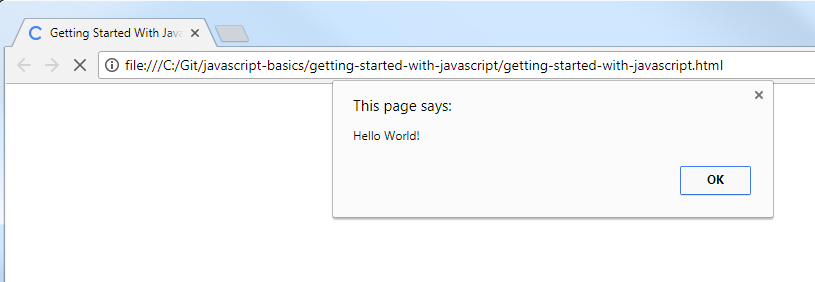 Getting Started With Java
file:///C:/Git/javascript-basics/getting-started-with-javascript/getting-started-with-javascript.html
This page says:
Hello World!
OK